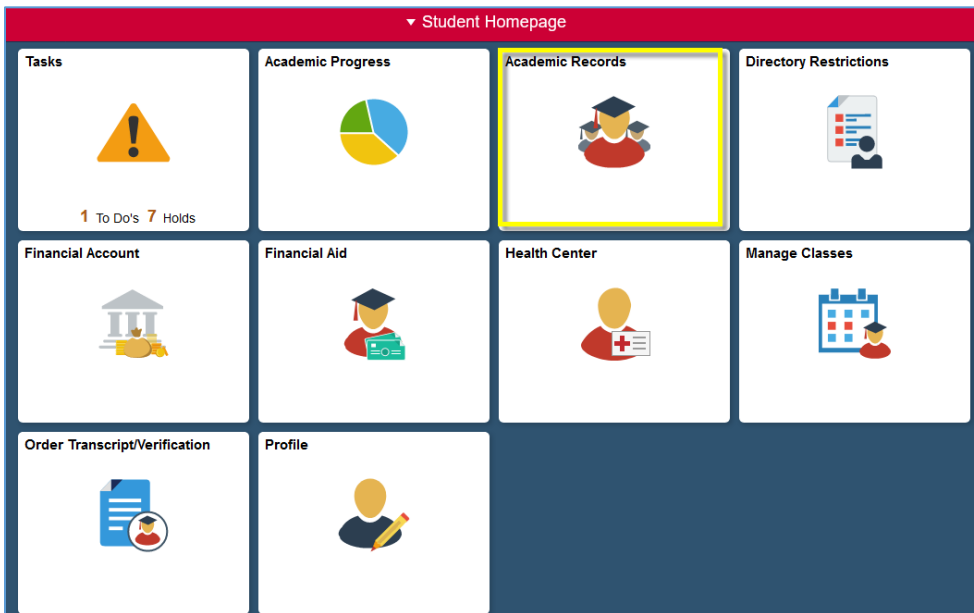 Student Homepage
Tasks
Academic Progress
Academic Records
Directory Restrictions
1 To Do's 7 Holds
Financial Account
Financial Aid
Health Center
Manage Classes
Order Transcript/Verification
Profile